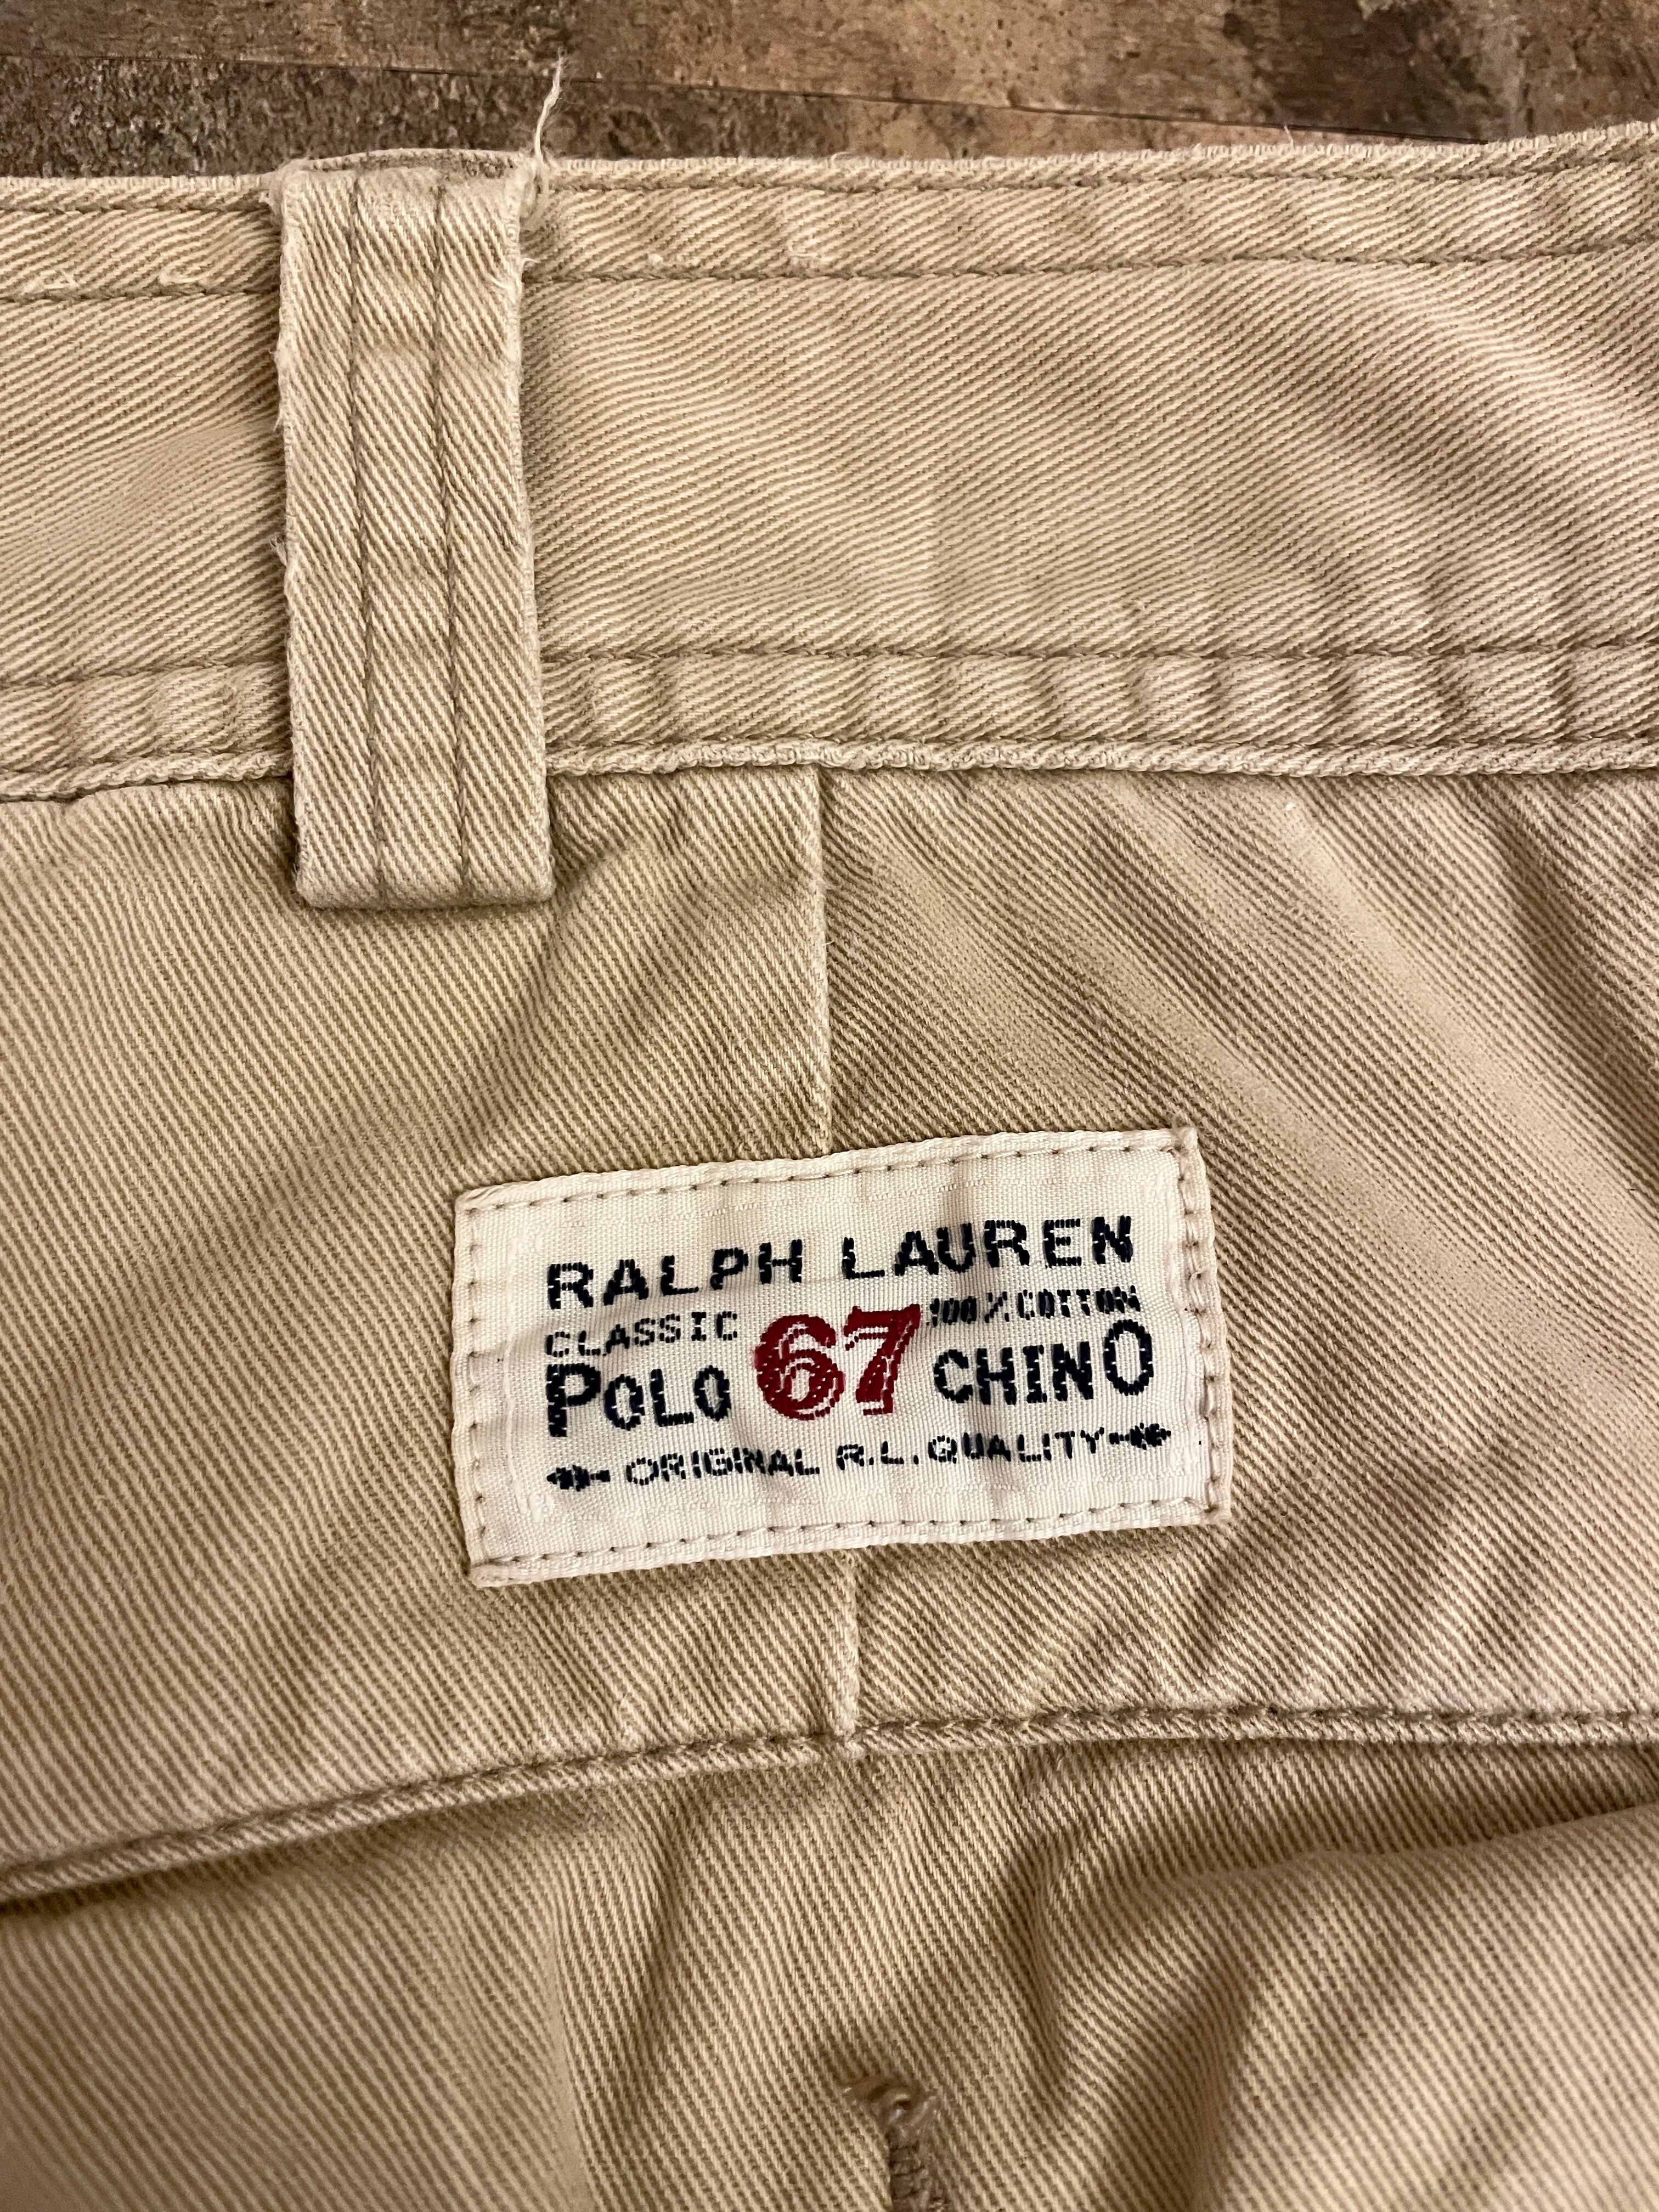 RALPH LAUREN
CLASSIC 67 100% COTTON
POLO CHINO
ORIGINAL R.L. QUALITY